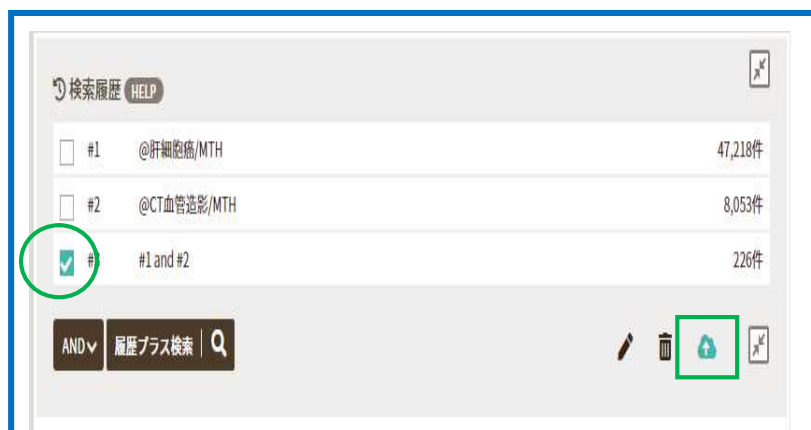 検索履歴 HELP
#1 @肝細胞癌/MTH 47,218件
#2 @CT血管造影/MTH 8,053件
#3 #1 and #2 226件
AND 履歴プラス検索